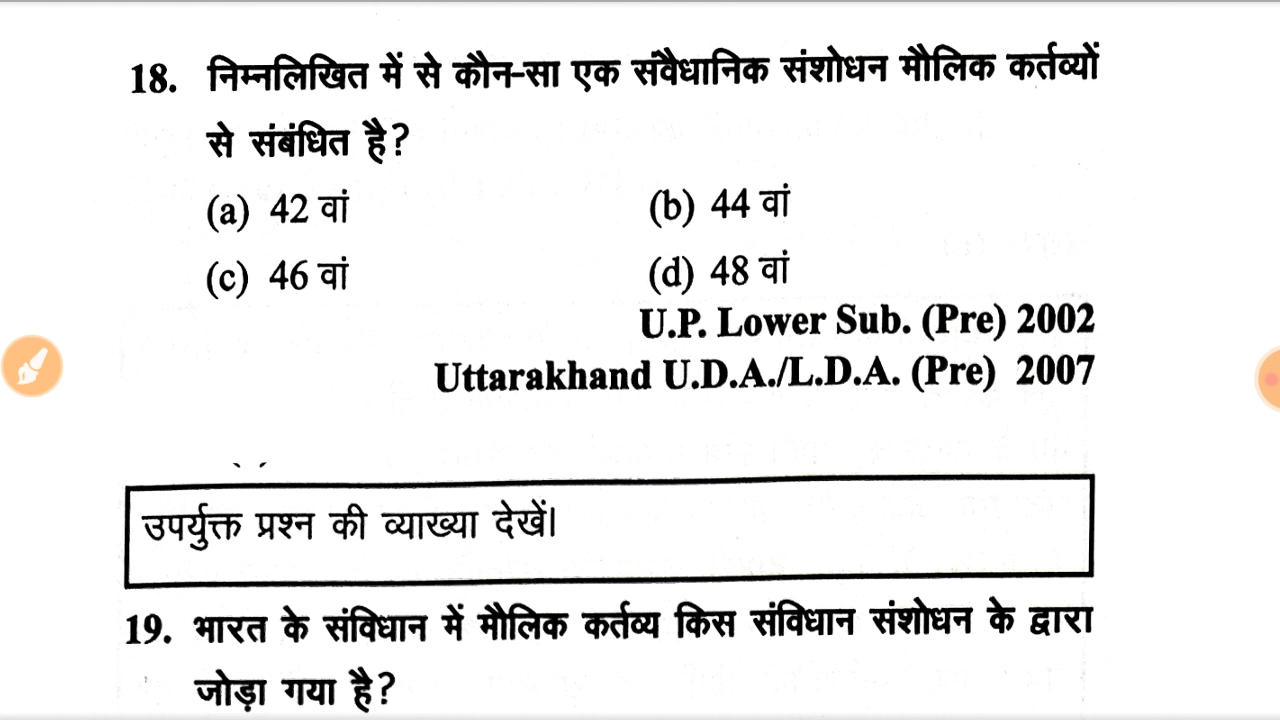 18. निम्नलिखित में से कौन-सा एक संवैधानिक संशोधन मौलिक कर्तव्यों
से संबंधित है?
(a) 42 वां (b) 44 वां
(c) 46 वां (d) 48 वां
U.P. Lower Sub. (Pre) 2002
Uttarakhand U.D.A./L.D.A. (Pre) 2007
उपर्युक्त प्रश्न की व्याख्या देखें।
19. भारत के संविधान में मौलिक कर्तव्य किस संविधान संशोधन के द्वारा
जोड़ा गया है?